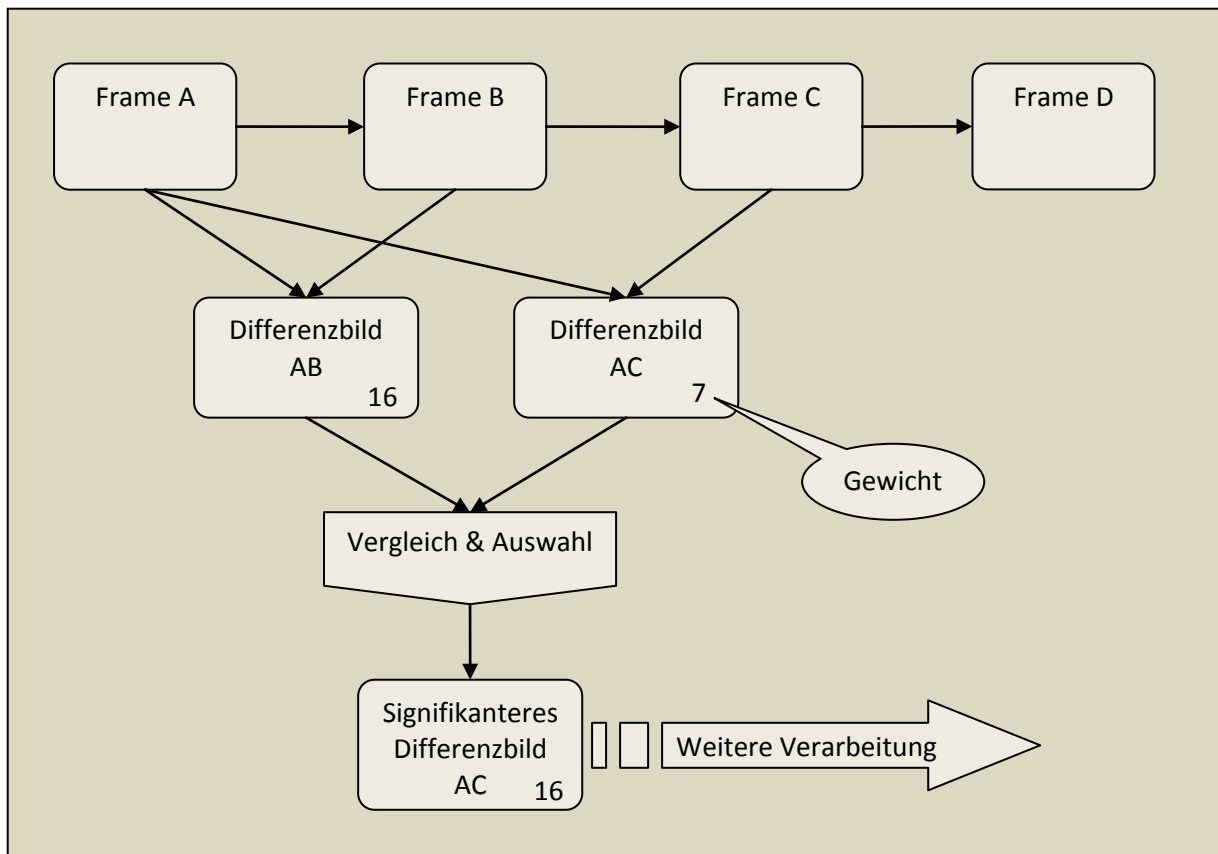 Frame A
Frame B
Frame C
Frame D
Differenzbild
AB
16
Differenzbild
AC
7
Gewicht
Vergleich & Auswahl
Signifikanteres
Differenzbild
AC
16
Weitere Verarbeitung